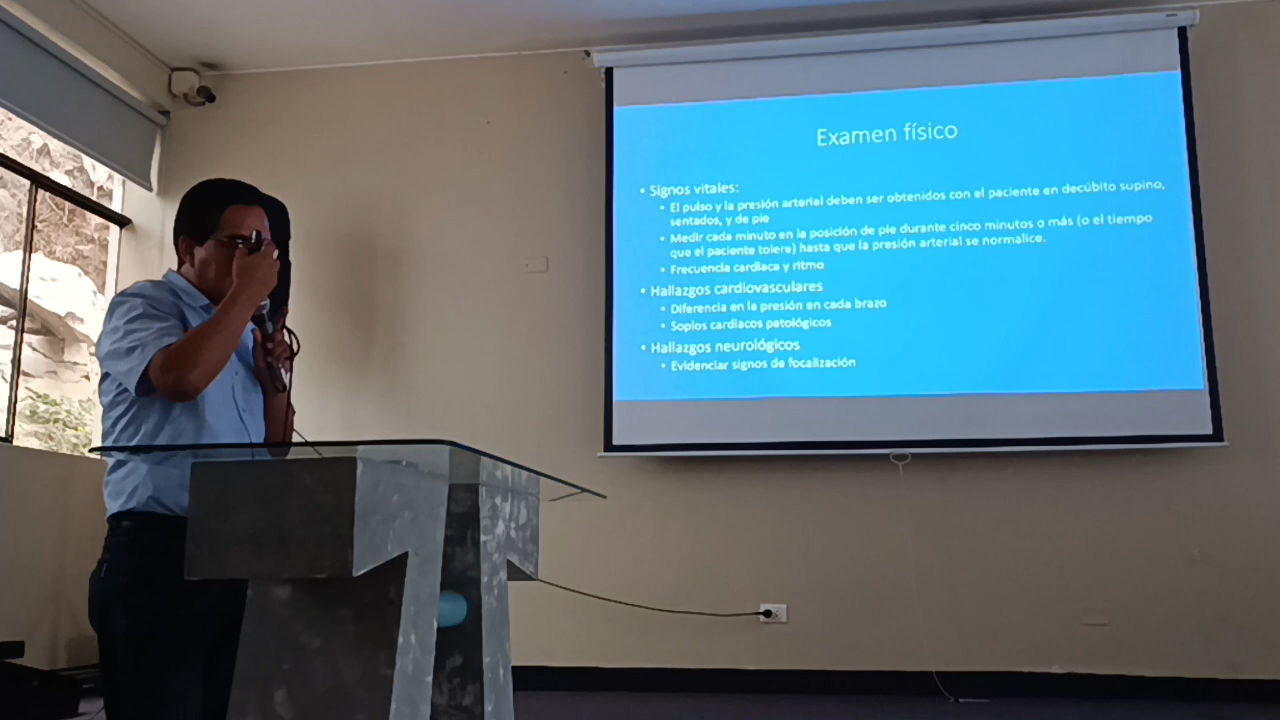 Examen físico
• Signos vitales:
• El pulso y la presión arterial deben ser obtenidos con el paciente en decúbito supino,
sentados, y de pie
• Medir cada minuto en la posición de pie durante cinco minutos o más (o el tiempo
que el paciente tolere) hasta que la presión arterial se normalice.
• Frecuencia cardiaca y ritmo
• Hallazgos cardiovasculares
• Diferencia en la presión en cada brazo
• Soplos cardiacos patológicos
• Hallazgos neurológicos
• Evidenciar signos de focalización